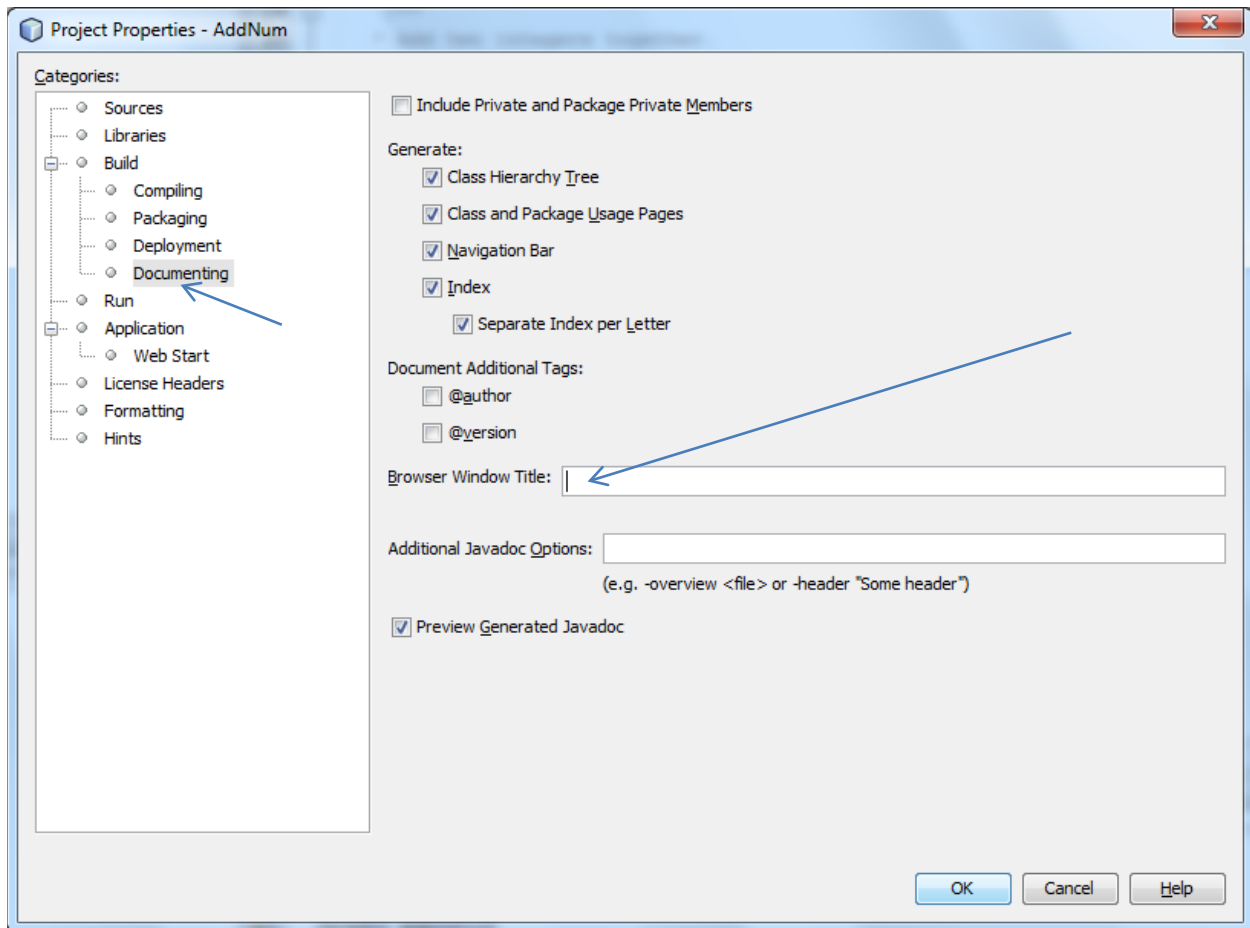 Project Properties - AddNum
Categories:
Sources
Libraries
Build
Compiling
Packaging
Deployment
Documenting
Run
Application
Web Start
License Headers
Formatting
Hints
Include Private and Package Private Members
Generate:
Class Hierarchy Tree
Class and Package Usage Pages
Navigation Bar
Index
Separate Index per Letter
Document Additional Tags:
@author
@version
Browser Window Title:
Additional Javadoc Options:
(e.g. -overview <file> or -header "Some header")
Preview Generated Javadoc
OK
Cancel
Help